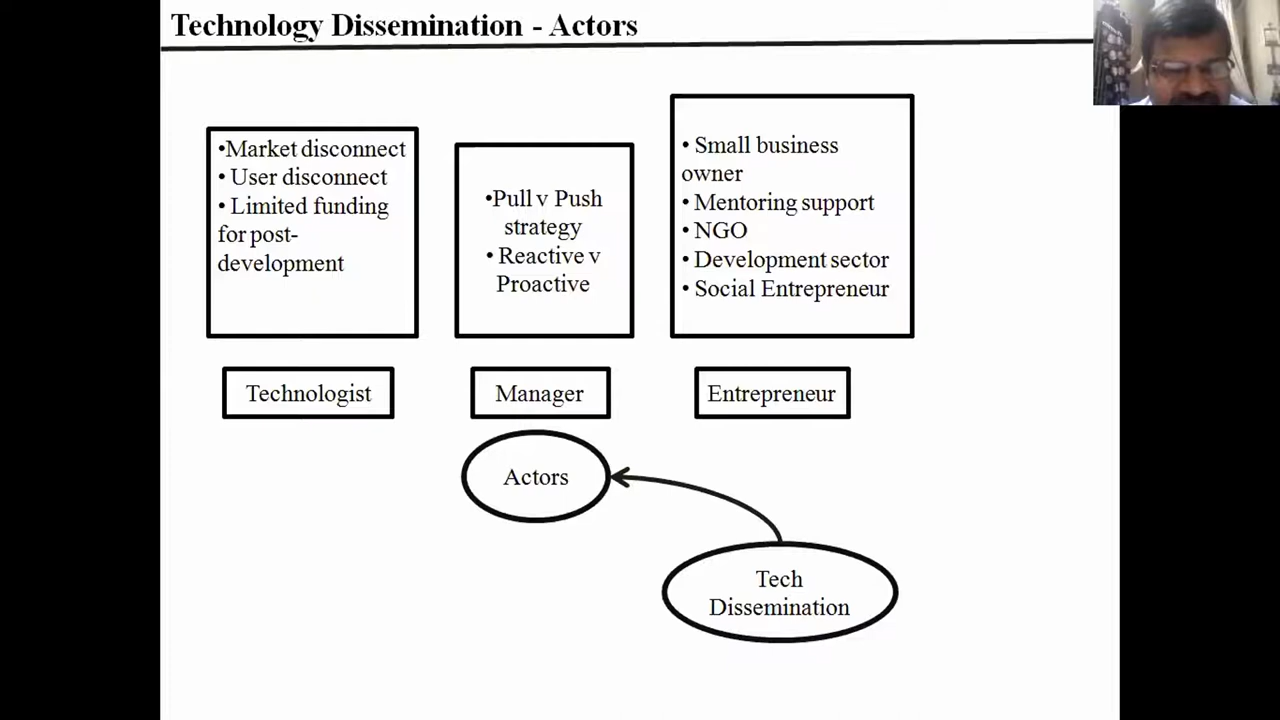 Technology Dissemination - Actors
•Market disconnect
• User disconnect
• Limited funding
for post-
development
•Pull v Push
strategy
• Reactive v
Proactive
• Small business
owner
• Mentoring support
• NGO
• Development sector
• Social Entrepreneur
Technologist
Manager
Entrepreneur
Actors
Tech
Dissemination